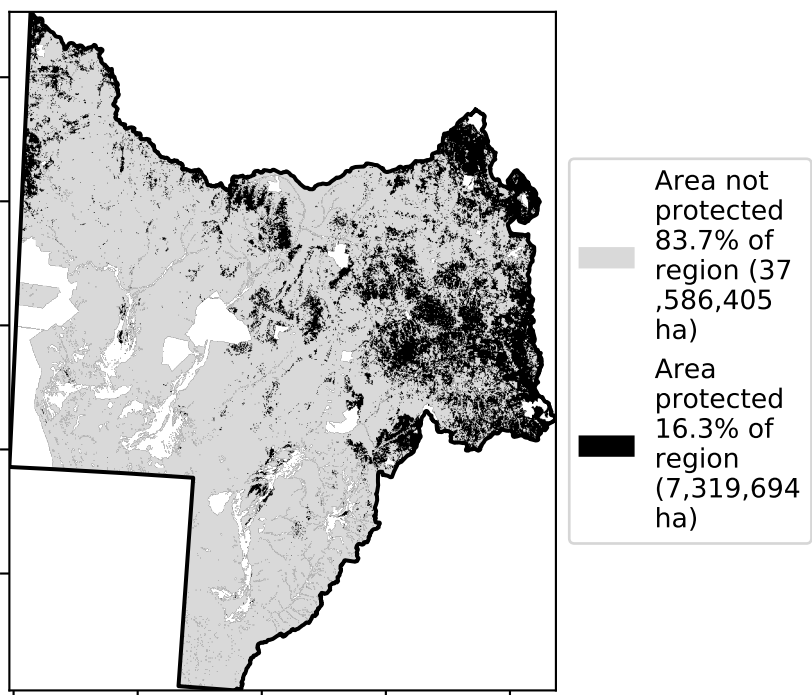 Area not
protected
83.7% of
region (37
,586,405
ha)
Area
protected
16.3% of
region
(7,319,694
ha)